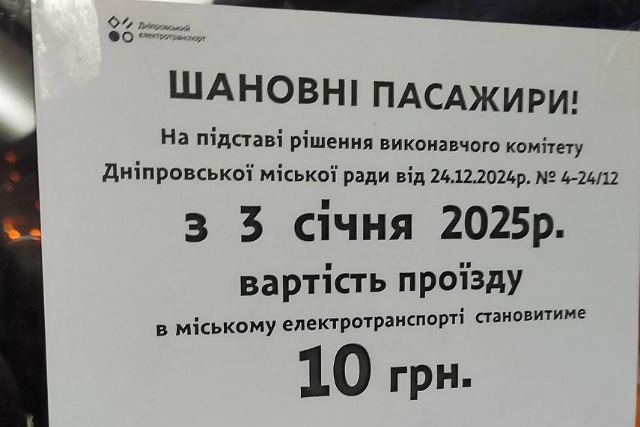 Дніпровський
електротранспорт
ШАНОВНІ ПАСАЖИРИ!
На підставі рішення виконавчого комітету
Дніпровської міської ради від 24.12.2024р. № 4-24/12
з 3 січня 2025р.
вартість проїзду
в міському електротранспорті становитиме
10 грн.